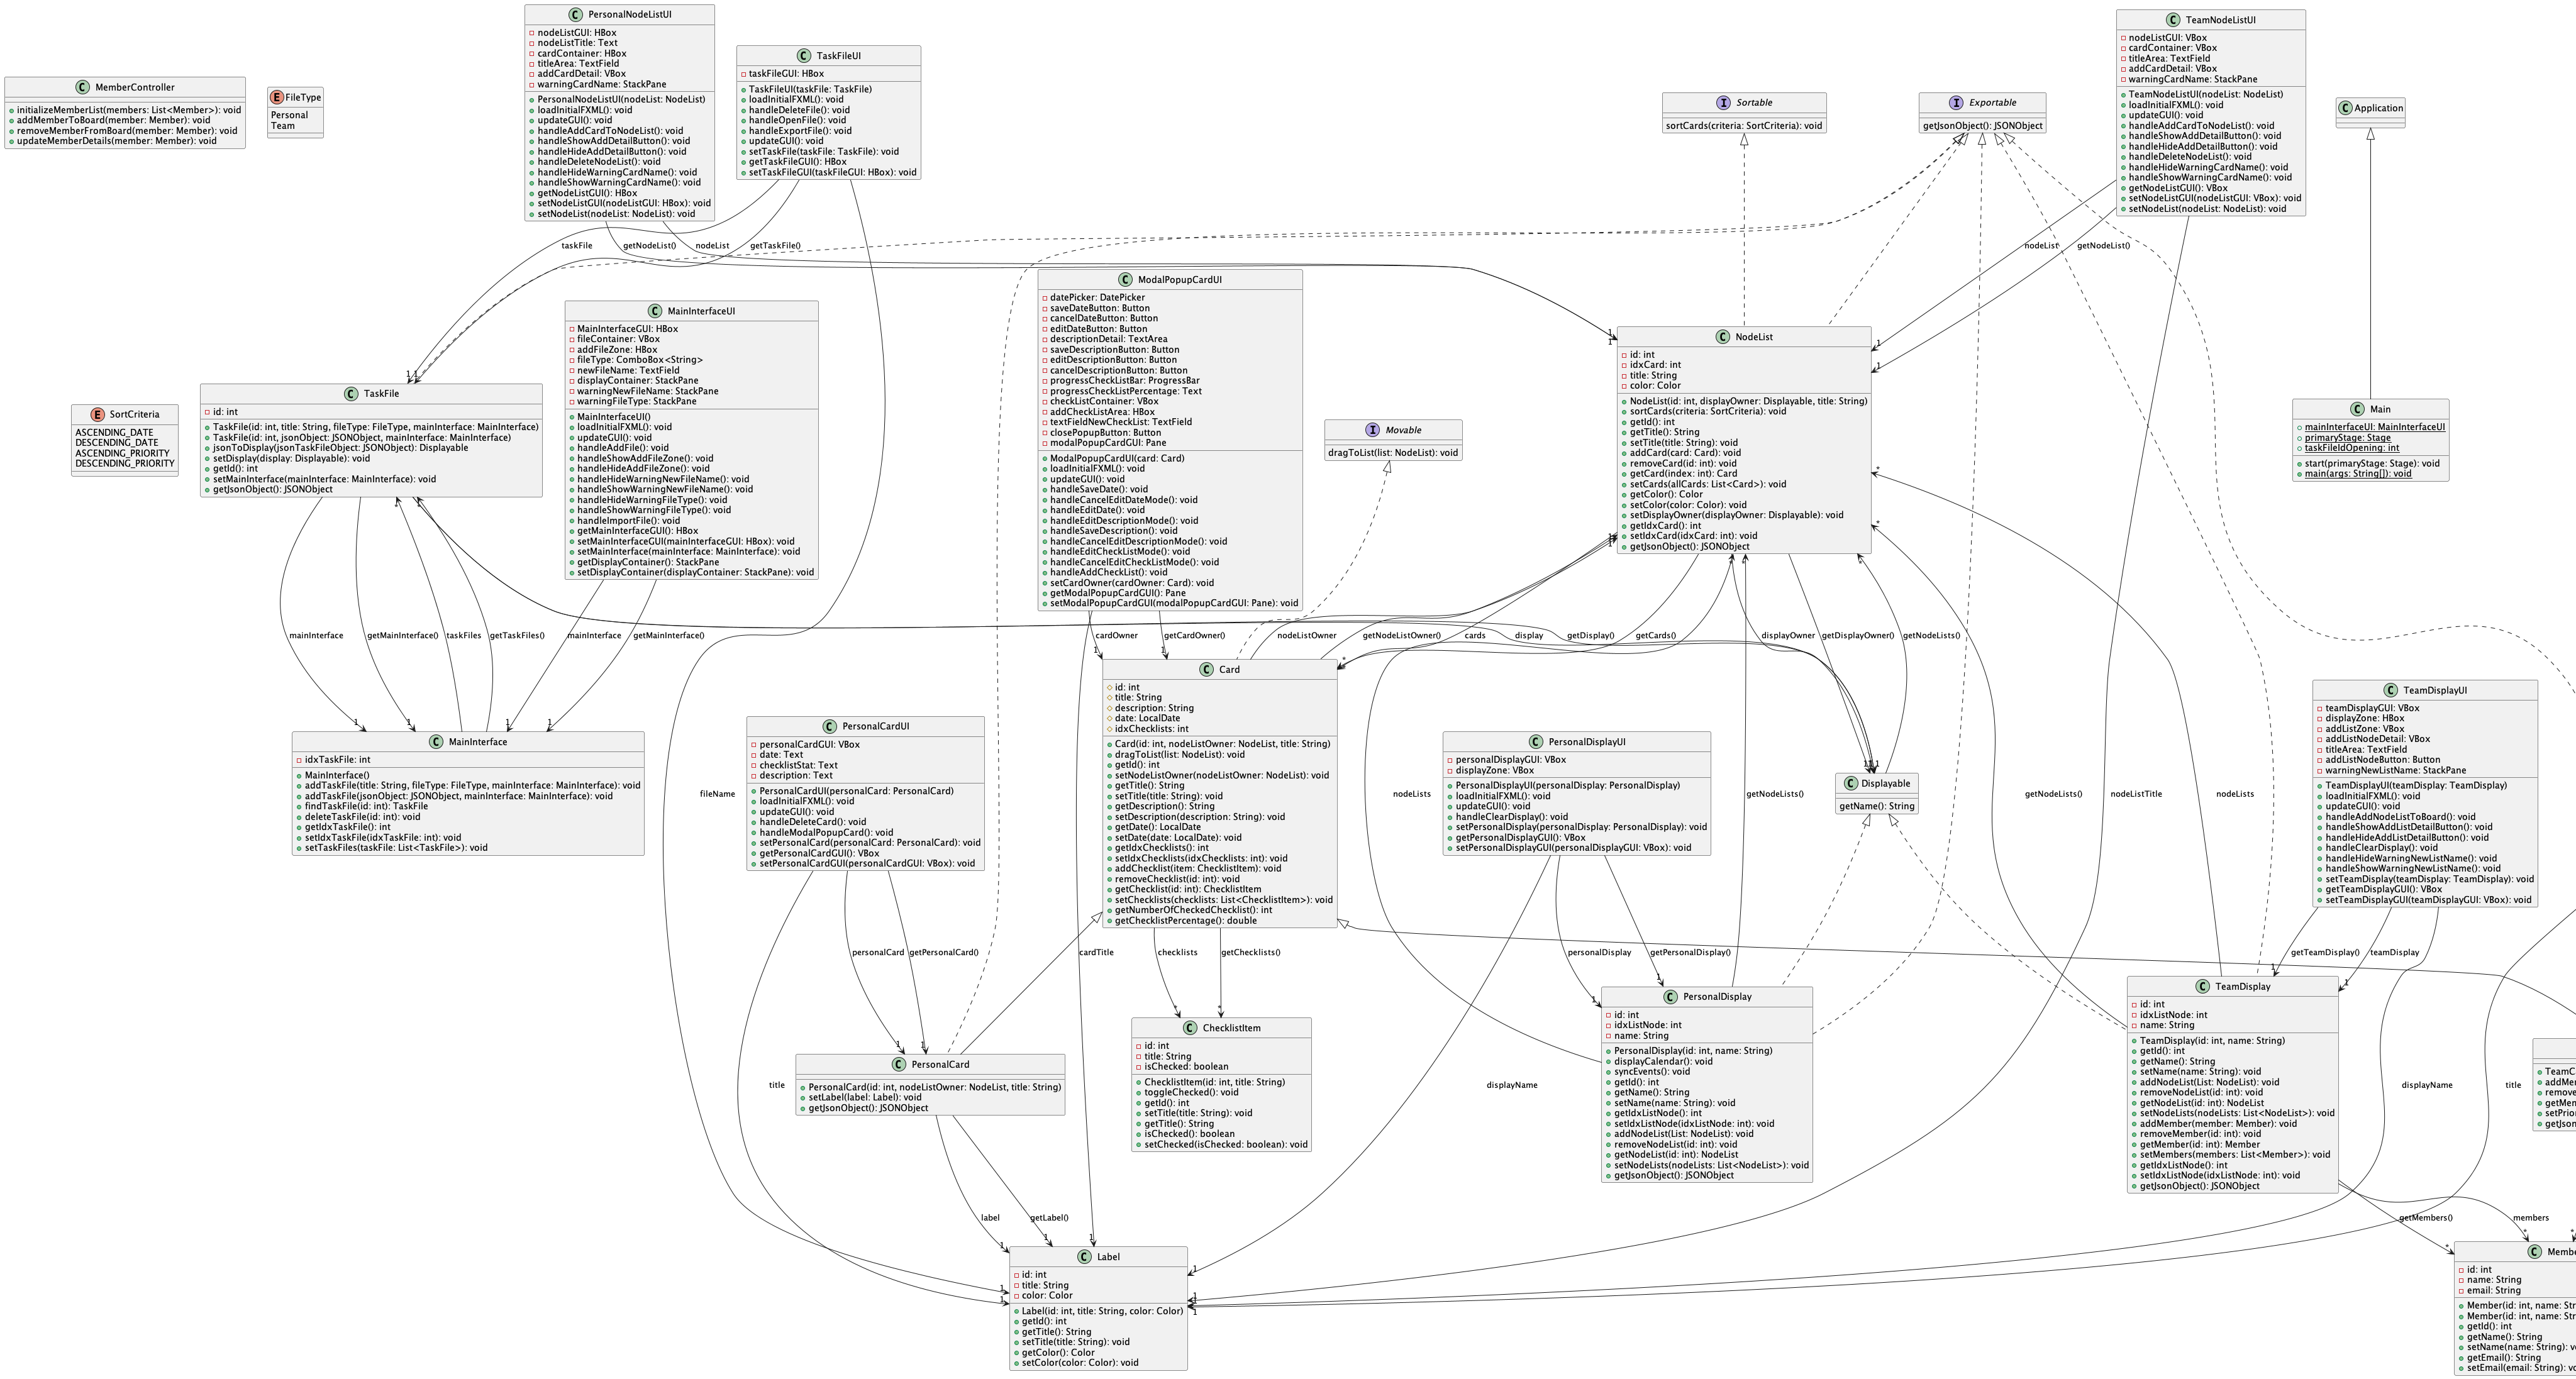 PersonalNodeListUI
nodeListGUI: HBox
nodeListTitle: Text
cardContainer: HBox
titleArea: TextField
addCardDetail: VBox
warningCardName: StackPane
PersonalNodeListUI(nodeList: NodeList)
loadInitialFXML(): void
updateGUI(): void
handleAddCardToNodeList(): void
handleShowAddDetailButton(): void
handleHideAddDetailButton(): void
handleDeleteNodeList(): void
handleHideWarningCardName(): void
handleShowWarningCardName(): void
getNodeListGUI(): HBox
setNodeListGUI(nodeListGUI: HBox): void
setNodeList(nodeList: NodeList): void
TaskFileUI
taskFileGUI: HBox
TaskFileUI(taskFile: TaskFile)
loadInitialFXML(): void
handleDeleteFile(): void
handleOpenFile(): void
handleExportFile(): void
updateGUI(): void
setTaskFile(taskFile: TaskFile): void
getTaskFileGUI(): HBox
setTaskFileGUI(taskFileGUI: HBox): void
TeamNodeListUI
nodeListGUI: VBox
cardContainer: VBox
titleArea: TextField
addCardDetail: VBox
warningCardName: StackPane
TeamNodeListUI(nodeList: NodeList)
loadInitialFXML(): void
updateGUI(): void
handleAddCardToNodeList(): void
handleShowAddDetailButton(): void
handleHideAddDetailButton(): void
handleDeleteNodeList(): void
handleHideWarningCardName(): void
handleShowWarningCardName(): void
getNodeListGUI(): VBox
setNodeListGUI(nodeListGUI: VBox): void
setNodeList(nodeList: NodeList): void
MemberController
initializeMemberList(members: List<Member>): void
addMemberToBoard(member: Member): void
removeMemberFromBoard(member: Member): void
updateMemberDetails(member: Member): void
FileType
Personal
Team
Sortable
sortCards(criteria: SortCriteria): void
Exportable
getJsonObject(): JSONObject
Application
taskFile
getTaskFile()
getNodeList()
nodeList
nodeList
getNodeList()
ModalPopupCardUI
datePicker: DatePicker
saveDateButton: Button
cancelDateButton: Button
editDateButton: Button
descriptionDetail: TextArea
saveDescriptionButton: Button
editDescriptionButton: Button
cancelDescriptionButton: Button
progressCheckListBar: ProgressBar
progressCheckListPercentage: Text
checkListContainer: VBox
addCheckListArea: HBox
textFieldNewCheckList: TextField
closePopupButton: Button
modalPopupCardGUI: Pane
ModalPopupCardUI(card: Card)
loadInitialFXML(): void
updateGUI(): void
handleSaveDate(): void
handleCancelEditDateMode(): void
handleEditDate(): void
handleEditDescriptionMode(): void
handleSaveDescription(): void
handleCancelEditDescriptionMode(): void
handleEditCheckListMode(): void
handleCancelEditCheckListMode(): void
handleAddCheckList(): void
setCardOwner(cardOwner: Card): void
getModalPopupCardGUI(): Pane
setModalPopupCardGUI(modalPopupCardGUI: Pane): void
MainInterfaceUI
MainInterfaceGUI: HBox
fileContainer: VBox
addFileZone: HBox
fileType: ComboBox<String>
newFileName: TextField
displayContainer: StackPane
warningNewFileName: StackPane
warningFileType: StackPane
MainInterfaceUI()
loadInitialFXML(): void
updateGUI(): void
handleAddFile(): void
handleShowAddFileZone(): void
handleHideAddFileZone(): void
handleHideWarningNewFileName(): void
handleShowWarningNewFileName(): void
handleHideWarningFileType(): void
handleShowWarningFileType(): void
handleImportFile(): void
getMainInterfaceGUI(): HBox
setMainInterfaceGUI(mainInterfaceGUI: HBox): void
setMainInterface(mainInterface: MainInterface): void
getDisplayContainer(): StackPane
setDisplayContainer(displayContainer: StackPane): void
NodeList
id: int
idxCard: int
title: String
color: Color
NodeList(id: int, displayOwner: Displayable, title: String)
sortCards(criteria: SortCriteria): void
getId(): int
getTitle(): String
setTitle(title: String): void
addCard(card: Card): void
removeCard(id: int): void
getCard(index: int): Card
setCards(allCards: List<Card>): void
getColor(): Color
setColor(color: Color): void
setDisplayOwner(displayOwner: Displayable): void
getIdxCard(): int
setIdxCard(idxCard: int): void
getJsonObject(): JSONObject
TaskFile
id: int
TaskFile(id: int, title: String, fileType: FileType, mainInterface: MainInterface)
TaskFile(id: int, jsonObject: JSONObject, mainInterface: MainInterface)
jsonToDisplay(jsonTaskFileObject: JSONObject): Displayable
setDisplay(display: Displayable): void
getId(): int
setMainInterface(mainInterface: MainInterface): void
getJsonObject(): JSONObject
SortCriteria
ASCENDING_DATE
DESCENDING_DATE
ASCENDING_PRIORITY
DESCENDING_PRIORITY
Movable
dragToList(list: NodeList): void
Main
mainInterfaceUI: MainInterfaceUI
primaryStage: Stage
taskFileIdOpening: int
start(primaryStage: Stage): void
main(args: String[]): void
mainInterface
getMainInterface()
taskFiles
getTaskFiles()
mainInterface
getMainInterface()
cardOwner
getCardOwner()
nodeListOwner
getNodeListOwner()
cards
display
getDisplay()
getCards()
displayOwner
getDisplayOwner()
getNodeLists()
Card
id: int
title: String
description: String
date: LocalDate
idxChecklists: int
Card(id: int, nodeListOwner: NodeList, title: String)
dragToList(list: NodeList): void
getId(): int
setNodeListOwner(nodeListOwner: NodeList): void
getTitle(): String
setTitle(title: String): void
getDescription(): String
setDescription(description: String): void
getDate(): LocalDate
setDate(date: LocalDate): void
getIdxChecklists(): int
setIdxChecklists(idxChecklists: int): void
addChecklist(item: ChecklistItem): void
removeChecklist(id: int): void
getChecklist(id: int): ChecklistItem
setChecklists(checklists: List<ChecklistItem>): void
getNumberOfCheckedChecklist(): int
getChecklistPercentage(): double
MainInterface
idxTaskFile: int
MainInterface()
addTaskFile(title: String, fileType: FileType, mainInterface: MainInterface): void
addTaskFile(jsonObject: JSONObject, mainInterface: MainInterface): void
findTaskFile(id: int): TaskFile
deleteTaskFile(id: int): void
getIdxTaskFile(): int
setIdxTaskFile(idxTaskFile: int): void
setTaskFiles(taskFile: List<TaskFile>): void
PersonalCardUI
personalCardGUI: VBox
date: Text
checklistStat: Text
description: Text
PersonalCardUI(personalCard: PersonalCard)
loadInitialFXML(): void
updateGUI(): void
handleDeleteCard(): void
handleModalPopupCard(): void
setPersonalCard(personalCard: PersonalCard): void
getPersonalCardGUI(): VBox
setPersonalCardGUI(personalCardGUI: VBox): void
PersonalDisplayUI
personalDisplayGUI: VBox
displayZone: VBox
PersonalDisplayUI(personalDisplay: PersonalDisplay)
loadInitialFXML(): void
updateGUI(): void
handleClearDisplay(): void
setPersonalDisplay(personalDisplay: PersonalDisplay): void
getPersonalDisplayGUI(): VBox
setPersonalDisplayGUI(personalDisplayGUI: VBox): void
Displayable
getName(): String
TeamDisplayUI
teamDisplayGUI: VBox
displayZone: HBox
addListZone: VBox
addListNodeDetail: VBox
titleArea: TextField
addListNodeButton: Button
warningNewListName: StackPane
TeamDisplayUI(teamDisplay: TeamDisplay)
loadInitialFXML(): void
updateGUI(): void
handleAddNodeListToBoard(): void
handleShowAddListDetailButton(): void
handleHideAddListDetailButton(): void
handleClearDisplay(): void
handleHideWarningNewListName(): void
handleShowWarningNewListName(): void
setTeamDisplay(teamDisplay: TeamDisplay): void
getTeamDisplayGUI(): VBox
setTeamDisplayGUI(teamDisplayGUI: VBox): void
fileName
nodeLists
getNodeLists()
getNodeLists()
nodeListTitle
nodeLists
personalCard
getPersonalCard()
cardTitle
checklists
getChecklists()
personalDisplay
getPersonalDisplay()
getTeamDisplay()
teamDisplay
PersonalCard
PersonalCard(id: int, nodeListOwner: NodeList, title: String)
setLabel(label: Label): void
getJsonObject(): JSONObject
ChecklistItem
id: int
title: String
isChecked: boolean
ChecklistItem(id: int, title: String)
toggleChecked(): void
getId(): int
setTitle(title: String): void
getTitle(): String
isChecked(): boolean
setChecked(isChecked: boolean): void
PersonalDisplay
id: int
idxListNode: int
name: String
PersonalDisplay(id: int, name: String)
displayCalendar(): void
syncEvents(): void
getId(): int
getName(): String
setName(name: String): void
getIdxListNode(): int
setIdxListNode(idxListNode: int): void
addNodeList(List: NodeList): void
removeNodeList(id: int): void
getNodeList(id: int): NodeList
setNodeLists(nodeLists: List<NodeList>): void
getJsonObject(): JSONObject
TeamDisplay
id: int
idxListNode: int
name: String
TeamDisplay(id: int, name: String)
getId(): int
getName(): String
setName(name: String): void
addNodeList(List: NodeList): void
removeNodeList(id: int): void
getNodeList(id: int): NodeList
setNodeLists(nodeLists: List<NodeList>): void
addMember(member: Member): void
removeMember(id: int): void
getMember(id: int): Member
setMembers(members: List<Member>): void
getIdxListNode(): int
setIdxListNode(idxListNode: int): void
getJsonObject(): JSONObject
TeamC
addMe
remove
getMem
setPrior
getJson
title
displayName
displayName
title
label
getLabel()
getMembers()
members
Label
id: int
title: String
color: Color
Label(id: int, title: String, color: Color)
getId(): int
getTitle(): String
setTitle(title: String): void
getColor(): Color
setColor(color: Color): void
Membe
id: int
name: String
email: String
Member(id: int, name: Str
Member(id: int, name: Str
getId(): int
getName(): String
setName(name: String): v
getEmail(): String
setEmail(email: String): v